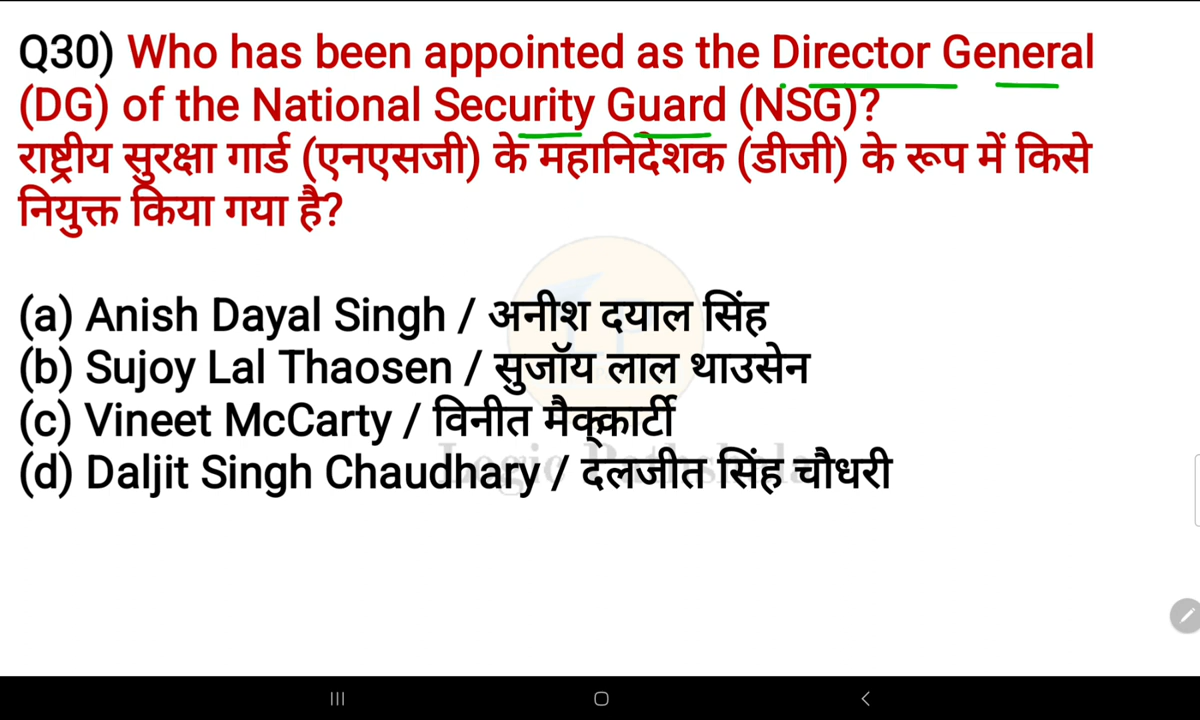 Q30) Who has been appointed as the Director General
(DG) of the National Security Guard (NSG)?
राष्ट्रीय सुरक्षा गार्ड (एनएसजी) के महानिदेशक (डीजी) के रूप में किसे
नियुक्त किया गया है?
(a) Anish Dayal Singh / अनीश दयाल सिंह
(b) Sujoy Lal Thaosen / सुजॉय लाल थाउसेन
(c) Vineet McCarty / विनीत मैक्कार्टी
(d) Daljit Singh Chaudhary / दलजीत सिंह चौधरी